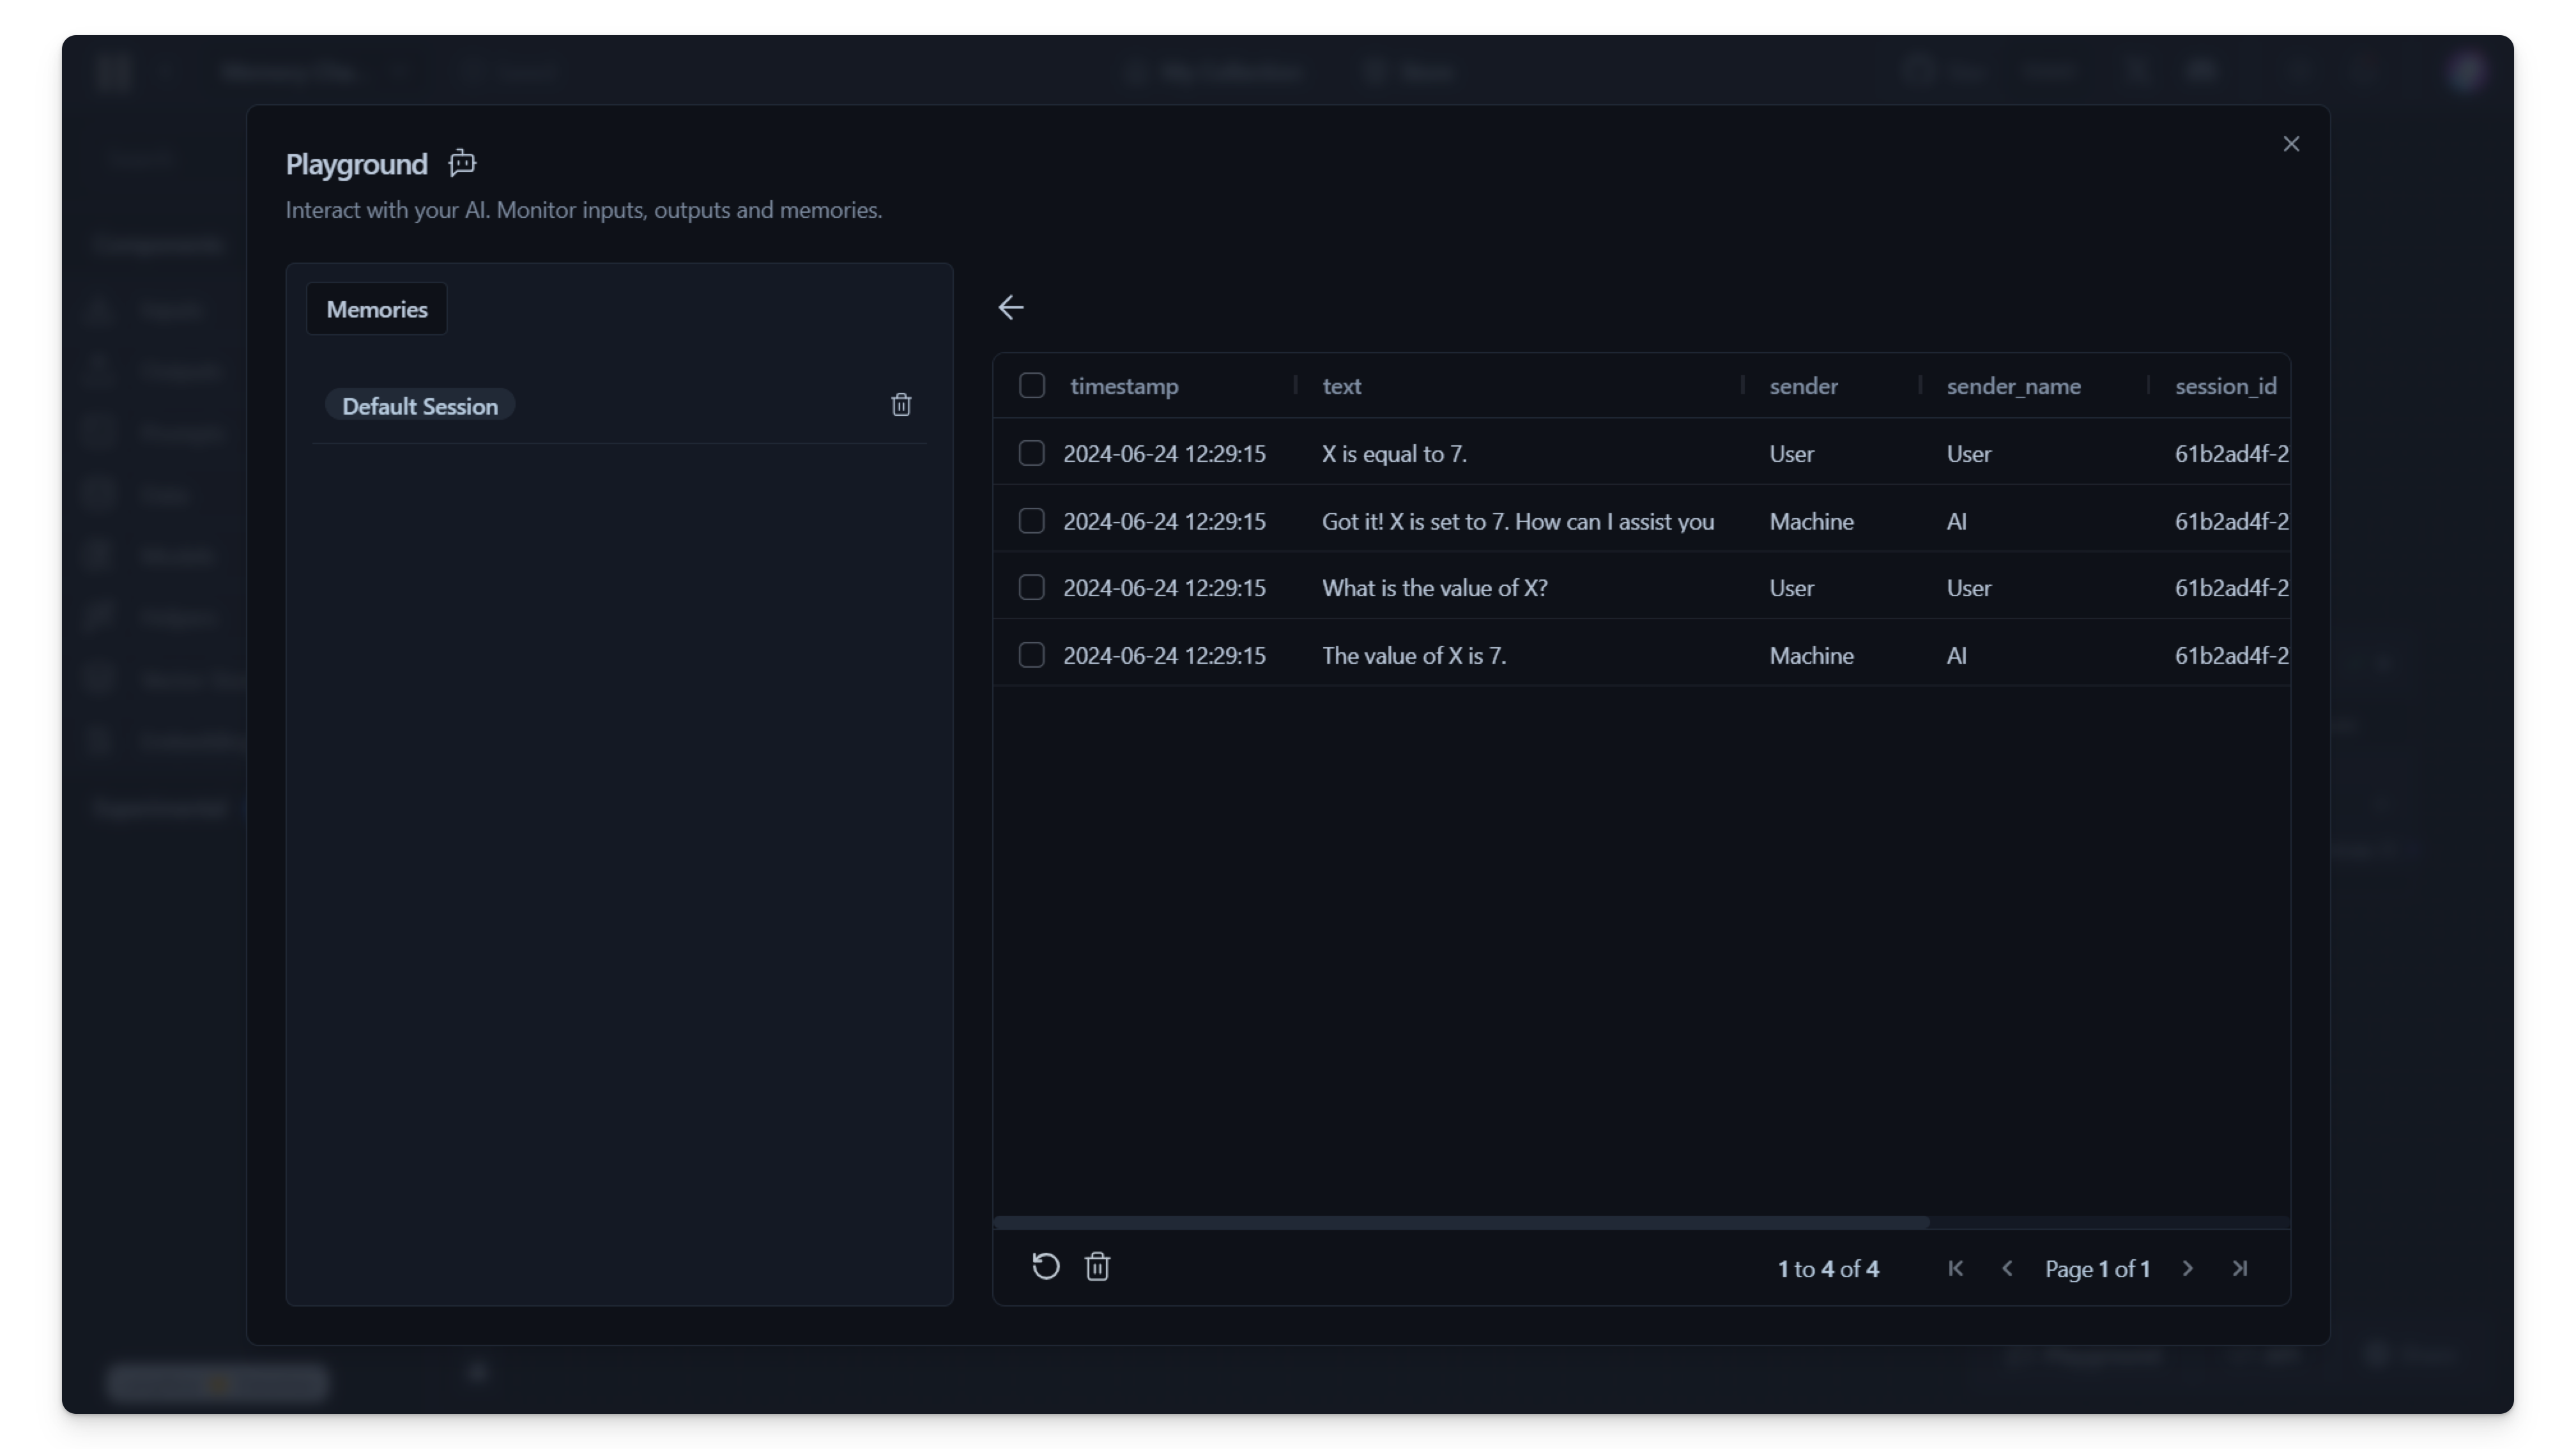 Playground
Interact with your AI. Monitor inputs, outputs and memories.
Memories
Default Session
timestamp text sender sender_name session_id
2024-06-24 12:29:15 X is equal to 7. User User 61b2ad4f-2
2024-06-24 12:29:15 Got it! X is set to 7. How can I assist you Machine AI 61b2ad4f-2
2024-06-24 12:29:15 What is the value of X? User User 61b2ad4f-2
2024-06-24 12:29:15 The value of X is 7. Machine AI 61b2ad4f-2
1 to 4 of 4 Page 1 of 1